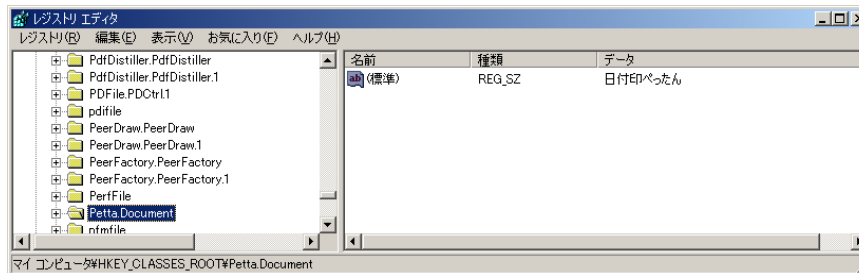 レジストリ エディタ
レジストリ(R) 編集(E) 表示(V) お気に入り(F) ヘルプ(H)
PdfDistiller.PdfDistiller
PdfDistiller.PdfDistiller.1
PDFile.PDCtrl.1
pdifile
PeerDraw.PeerDraw
PeerDraw.PeerDraw.1
PeerFactory.PeerFactory
PeerFactory.PeerFactory.1
PerfFile
Petta.Document
pfmfile
名前 種類 データ
ab (標準) REG_SZ 日付印ぺったん
マイ コンピュータ¥HKEY_CLASSES_ROOT¥Petta.Document